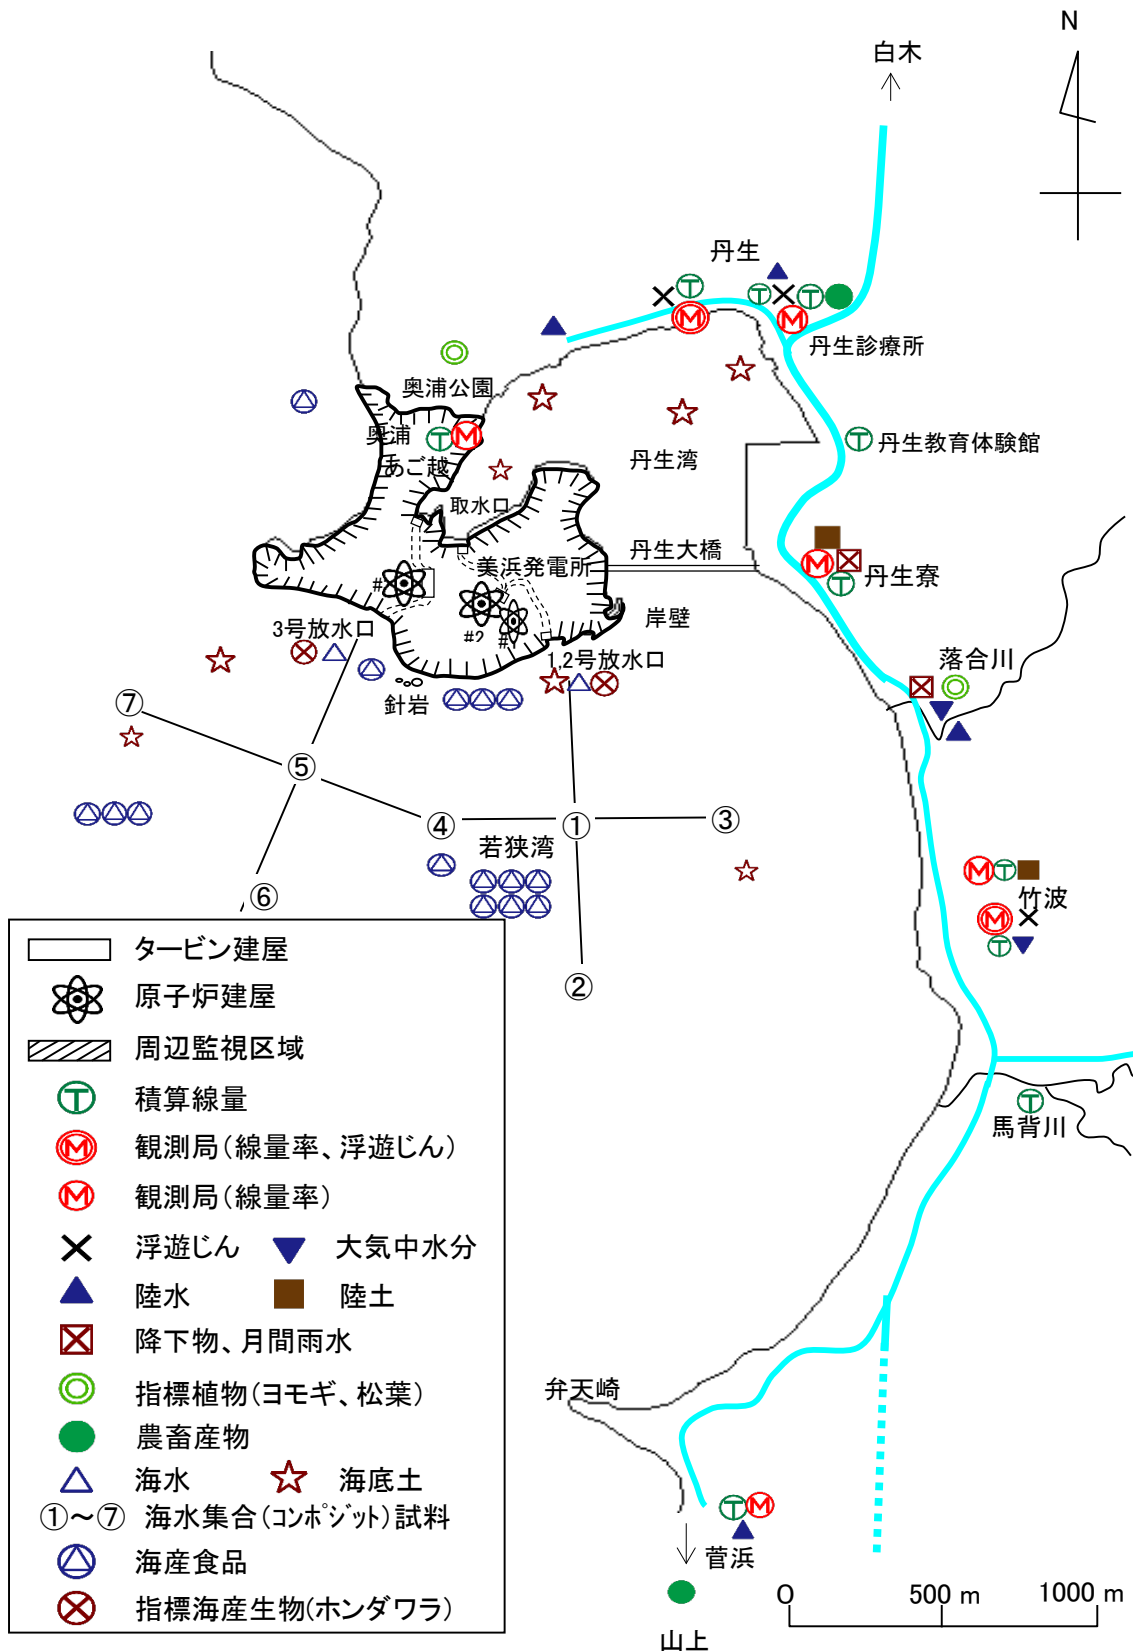 N
白木
丹生
丹生診療所
奥浦公園
奥浦
あご越
丹生湾
丹生教育体験館
取水口
丹生大橋
美浜発電所
丹生寮
#
#2
#
岸壁
3号放水口
1,2号放水口
落合川
針岩
⑦
⑤
④
①
③
若狭湾
⑥
竹波
②
タービン建屋
原子炉建屋
周辺監視区域
T 積算線量
M 観測局(線量率、浮遊じん)
M 観測局(線量率)
浮遊じん 大気中水分
陸水 陸土
降下物、月間雨水
指標植物(ヨモギ、松葉)
農畜産物
海水 海底土
①~⑦ 海水集合(コンポジット)試料
海産食品
指標海産生物(ホンダワラ)
馬背川
弁天崎
菅浜
山上
O 500 m 1000 m